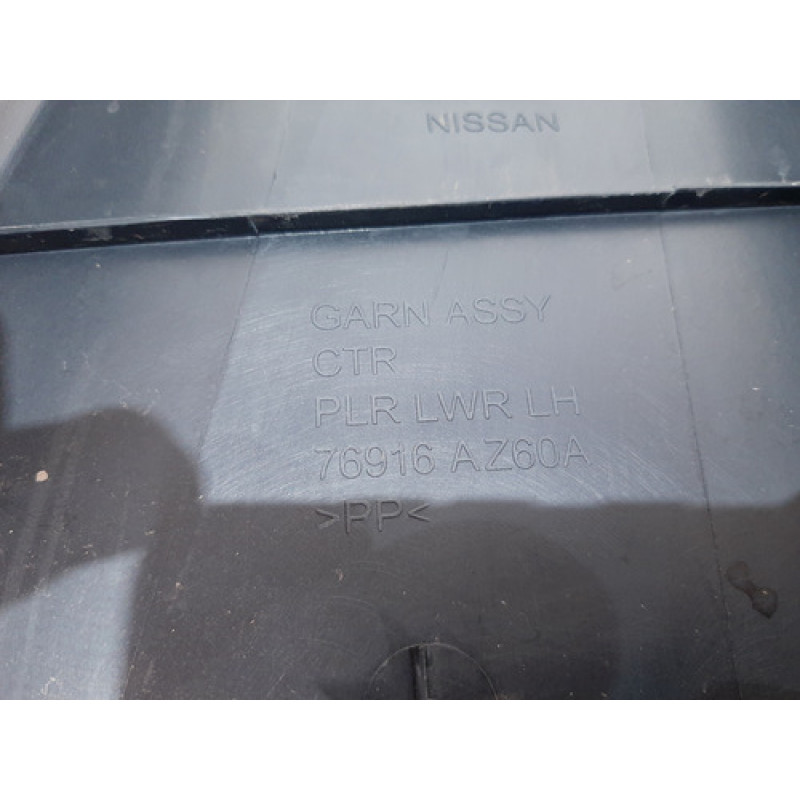 NISSAN
GARN ASSY
CTR
PLR LWR LH
76916 AZ60A
>PP<